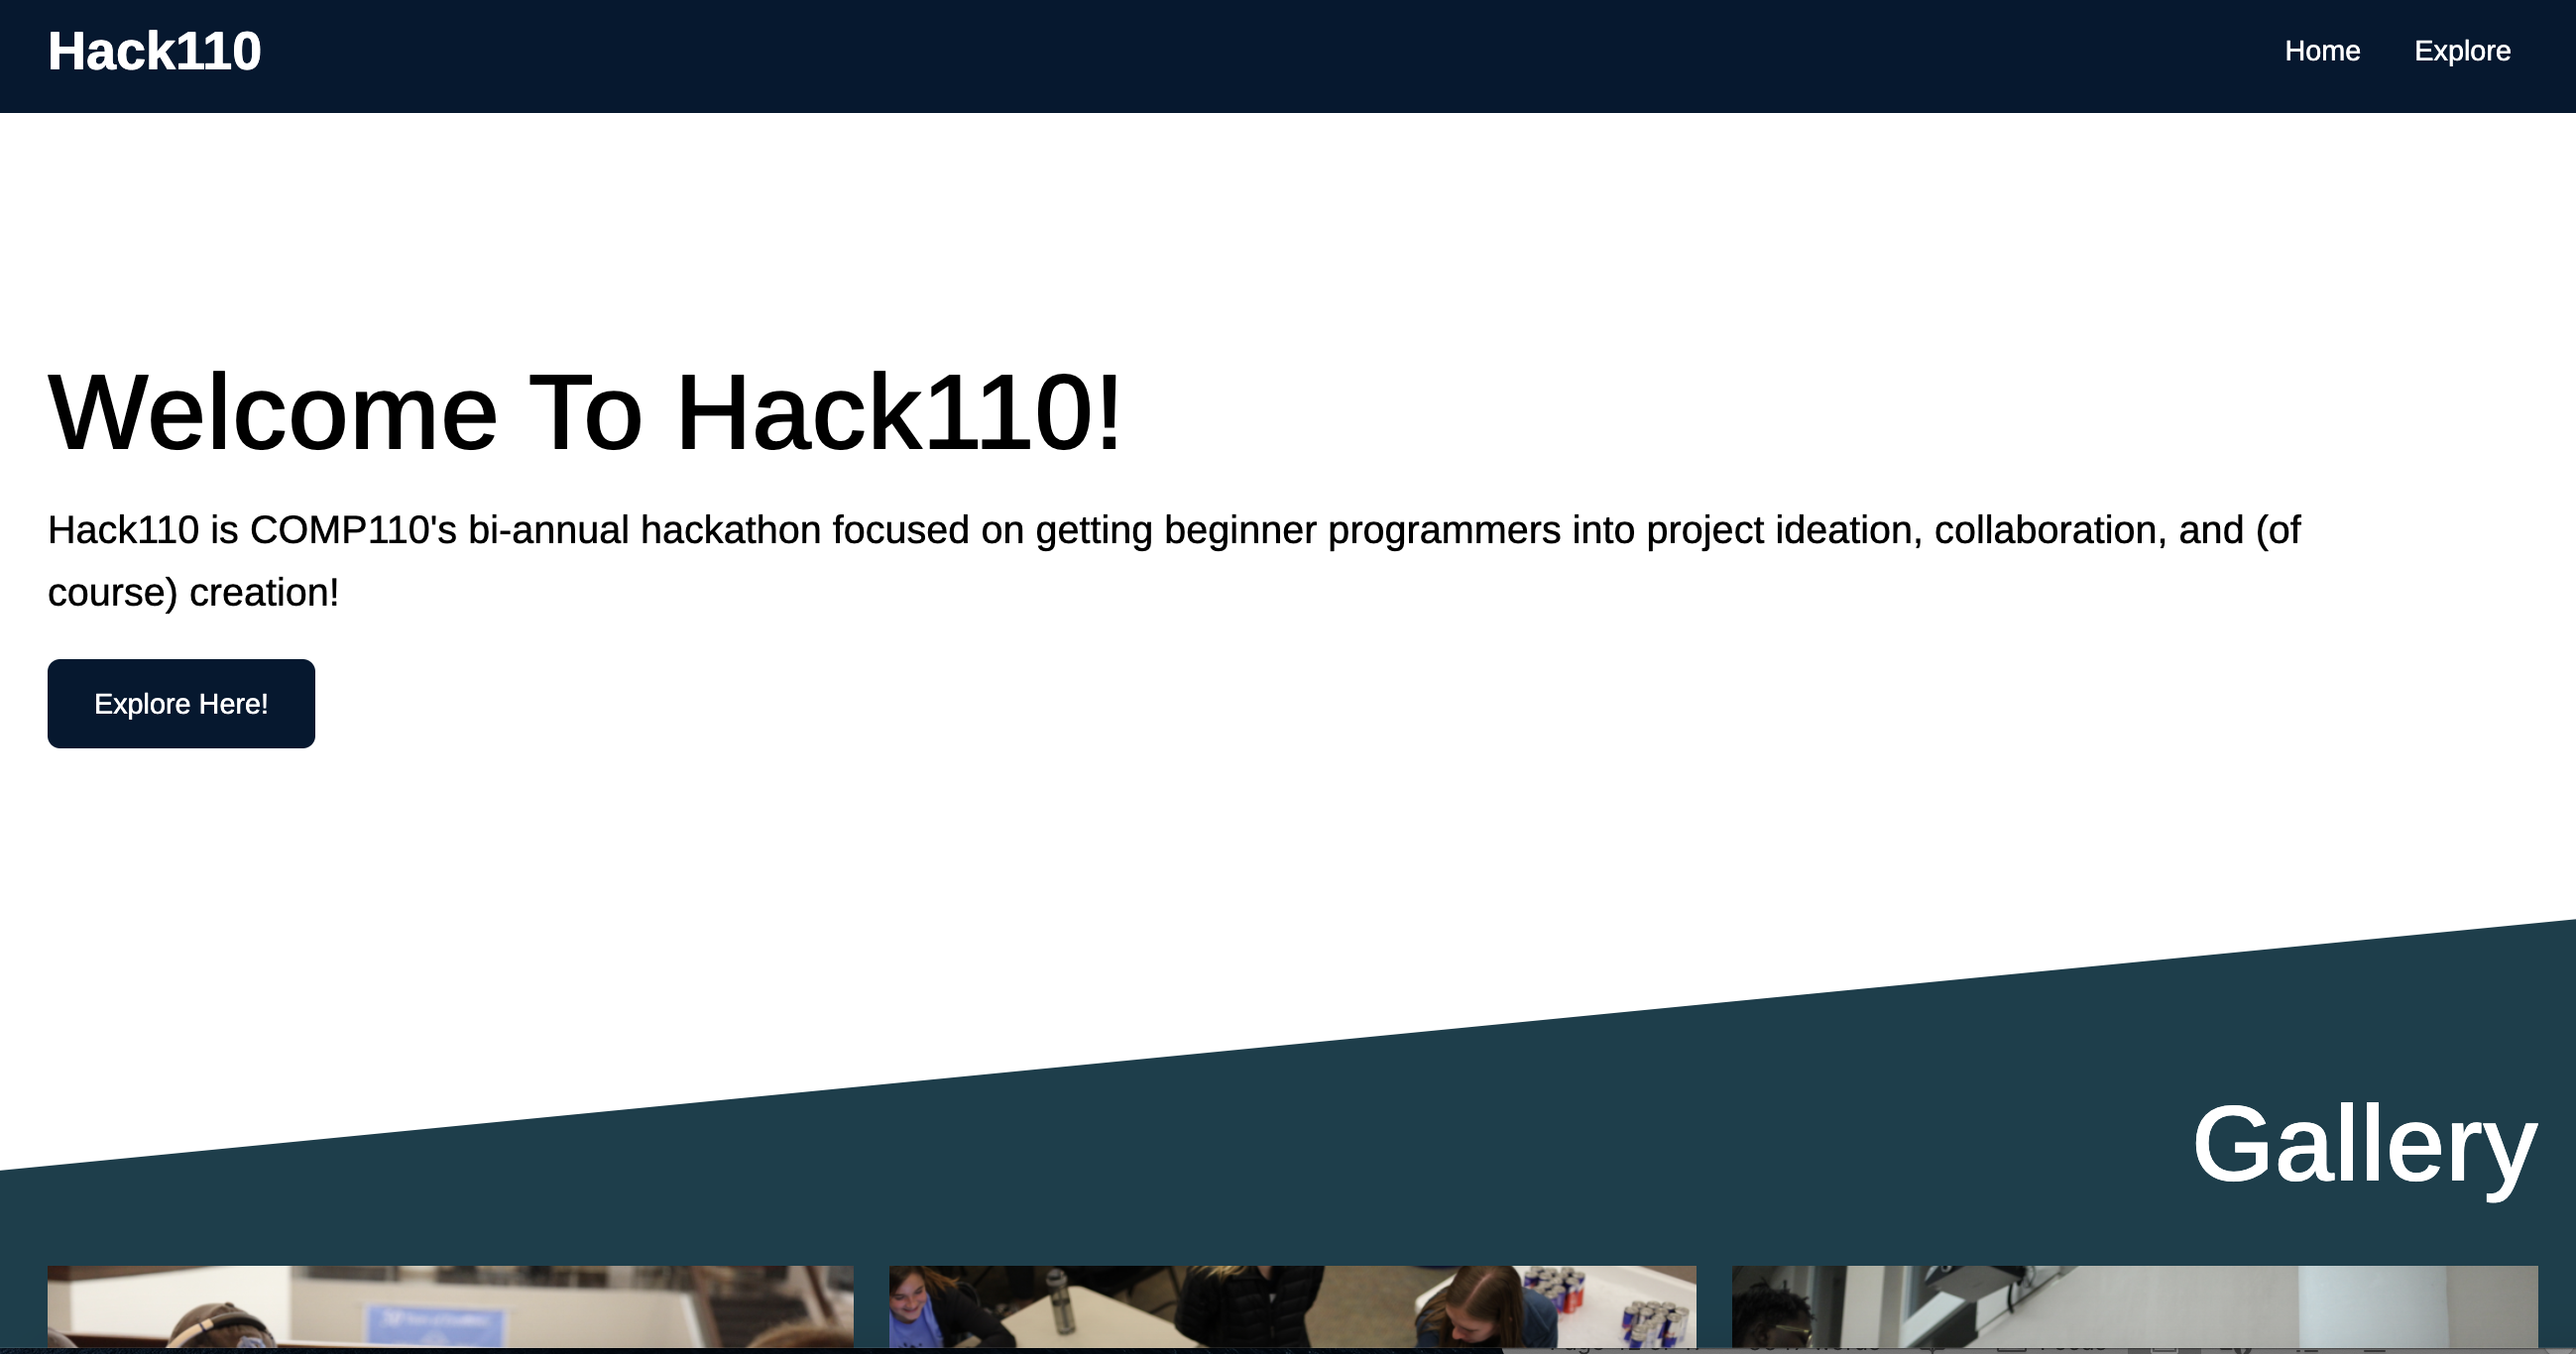 Hack110
Home Explore
Welcome To Hack110!
Hack110 is COMP110's bi-annual hackathon focused on getting beginner programmers into project ideation, collaboration, and (of
course) creation!
Explore Here!
Gallery